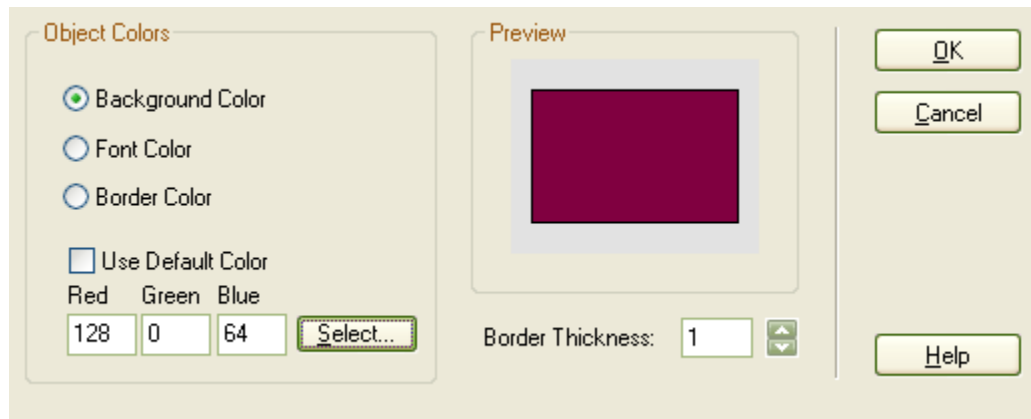 Object Colors
Background Color
Font Color
Border Color
Use Default Color
Red Green Blue
128 0 64 Select...
Preview
Border Thickness: 1
OK
Cancel
Help